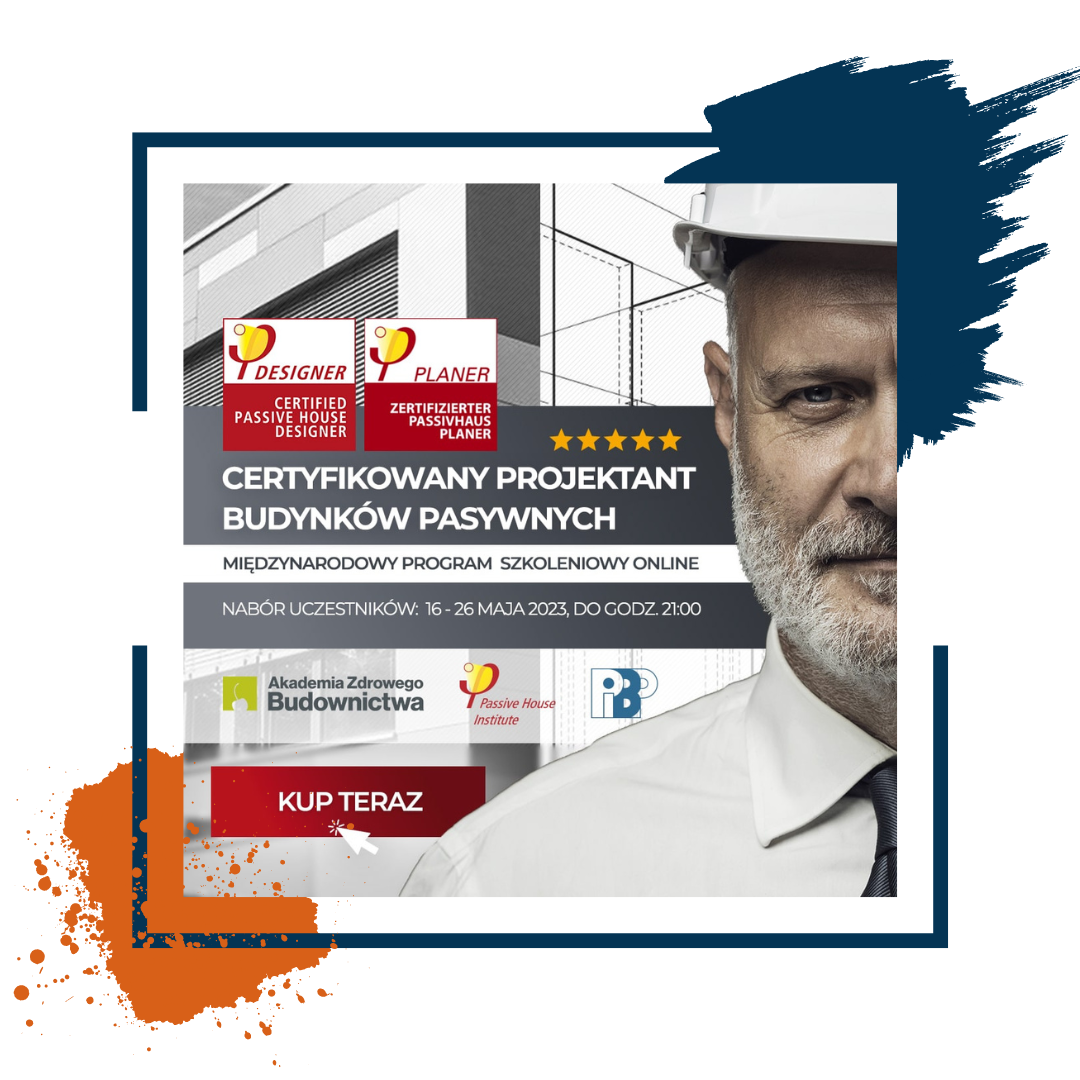 DESIGNER
CERTIFIED
PASSIVE HOUSE
DESIGNER
PLANER
ZERTIFIZIERTER
PASSIVHAUS
PLANER
CERTYFIKOWANY PROJEKTANT
BUDYNKÓW PASYWNYCH
MIĘDZYNARODOWY PROGRAM SZKOLENIOWY ONLINE
NABÓR UCZESTNIKÓW: 16 - 26 MAJA 2023, DO GODZ. 21:00
Akademia Zdrowego
Budownictwa
Passive House
Institute
PiBP
KUP TERAZ